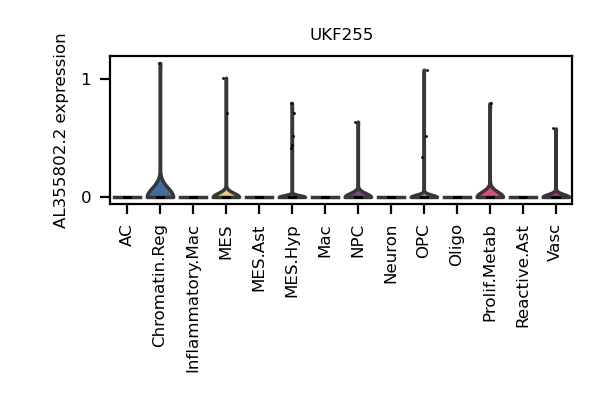 UKF255
AL355802.2 expression
1
0
AC
Chromatin.Reg
Inflammatory.Mac
MES
MES.Ast
MES.Hyp
Mac
NPC
Neuron
OPC
Oligo
Prolif.Metab
Reactive.Ast
Vasc